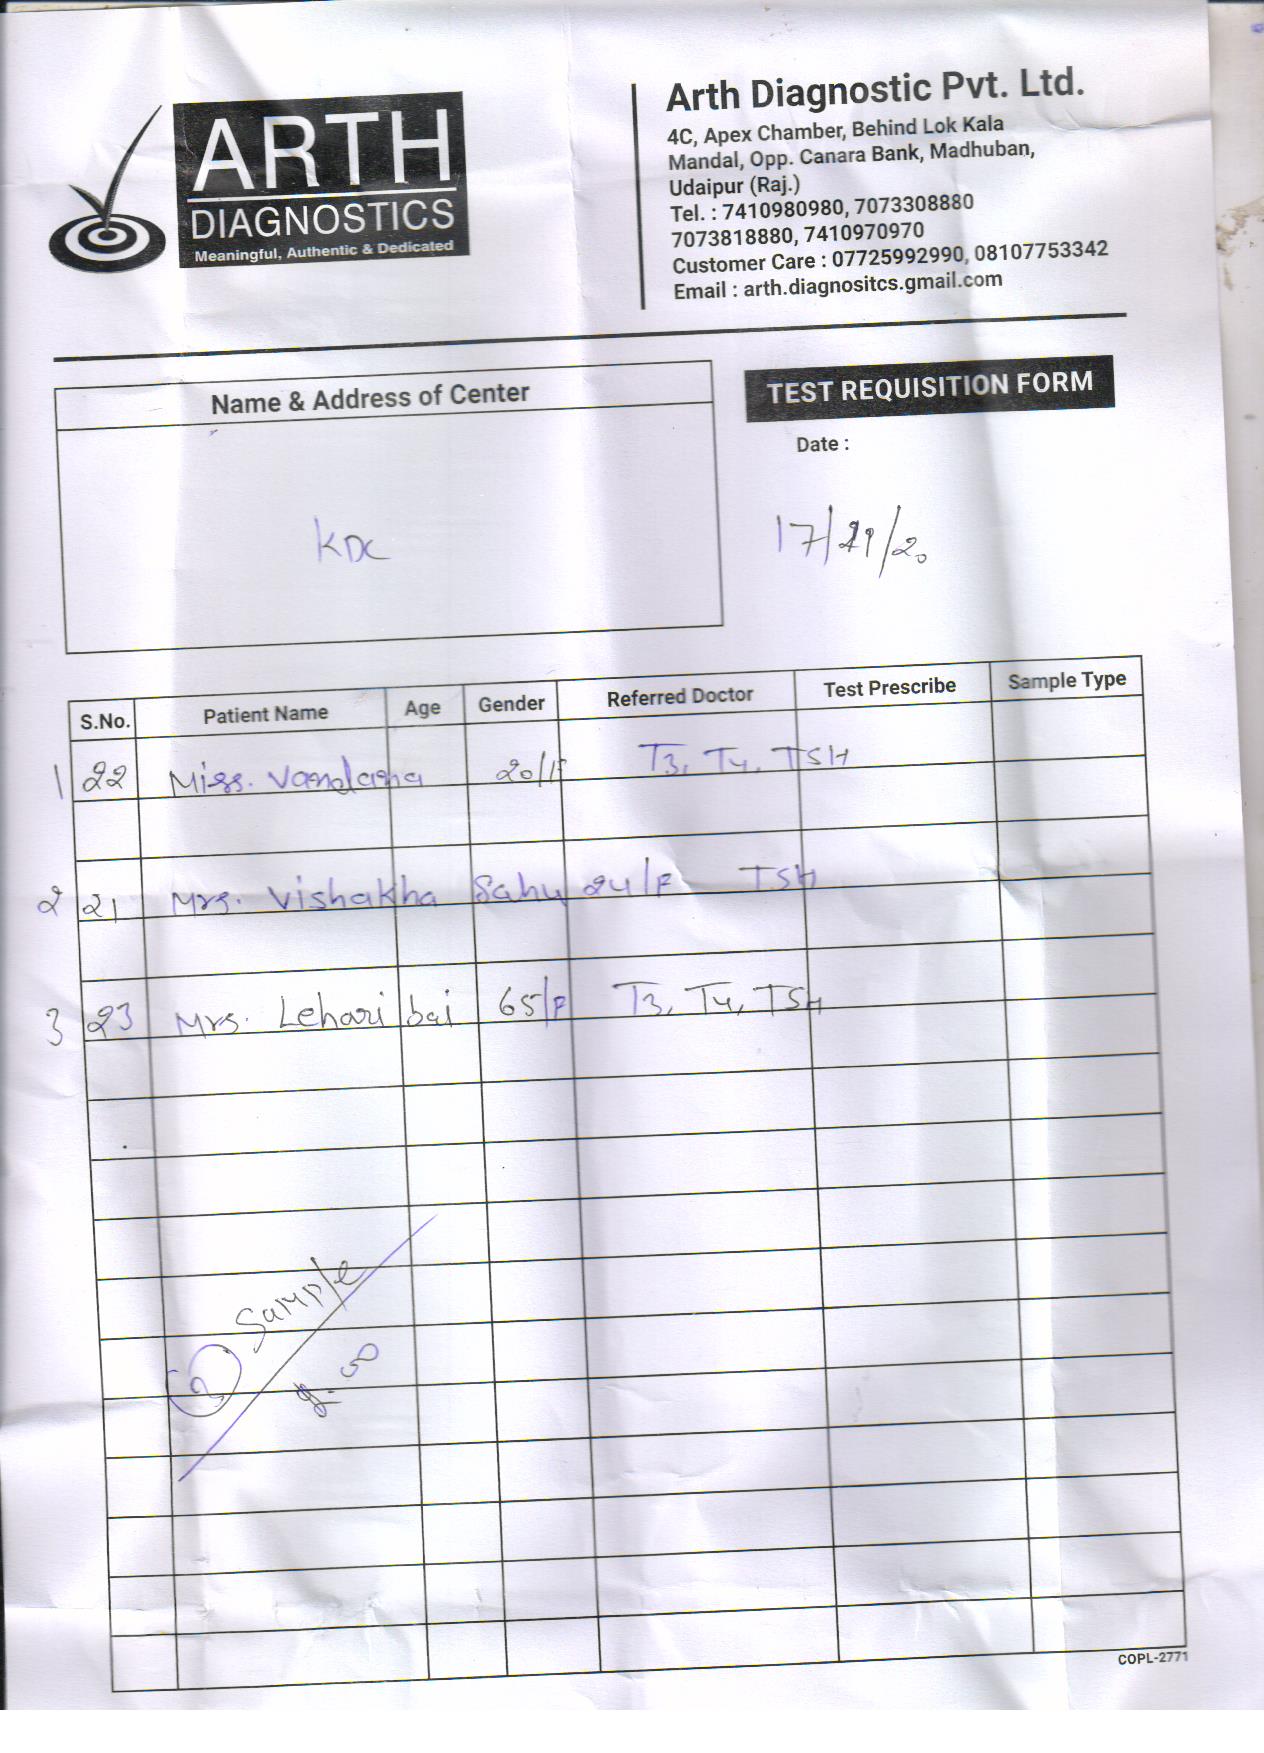 ARTH
DIAGNOSTICS
Meaningful, Authentic & Dedicated
Arth Diagnostic Pvt. Ltd.
4C, Apex Chamber, Behind Lok Kala
Mandal, Opp. Canara Bank, Madhuban,
Udaipur (Raj.)
Tel. : 7410980980, 7073308880
7073818880, 7410970970
Customer Care : 07725992990, 08107753342
Email : arth.diagnositcs.gmail.com
Name & Address of Center
KDC
TEST REQUISITION FORM
Date :
17/11/20
S.No. Patient Name Age Gender Referred Doctor Test Prescribe Sample Type
1 22 Miss. Vandana 20/F T3, T4, TSH
2 21 Mrs. Vishakha Sahu 24/F TSH
3 23 Mrs. Lehari bai 65/F T3, T4, TSH
Sample
COPL-2771